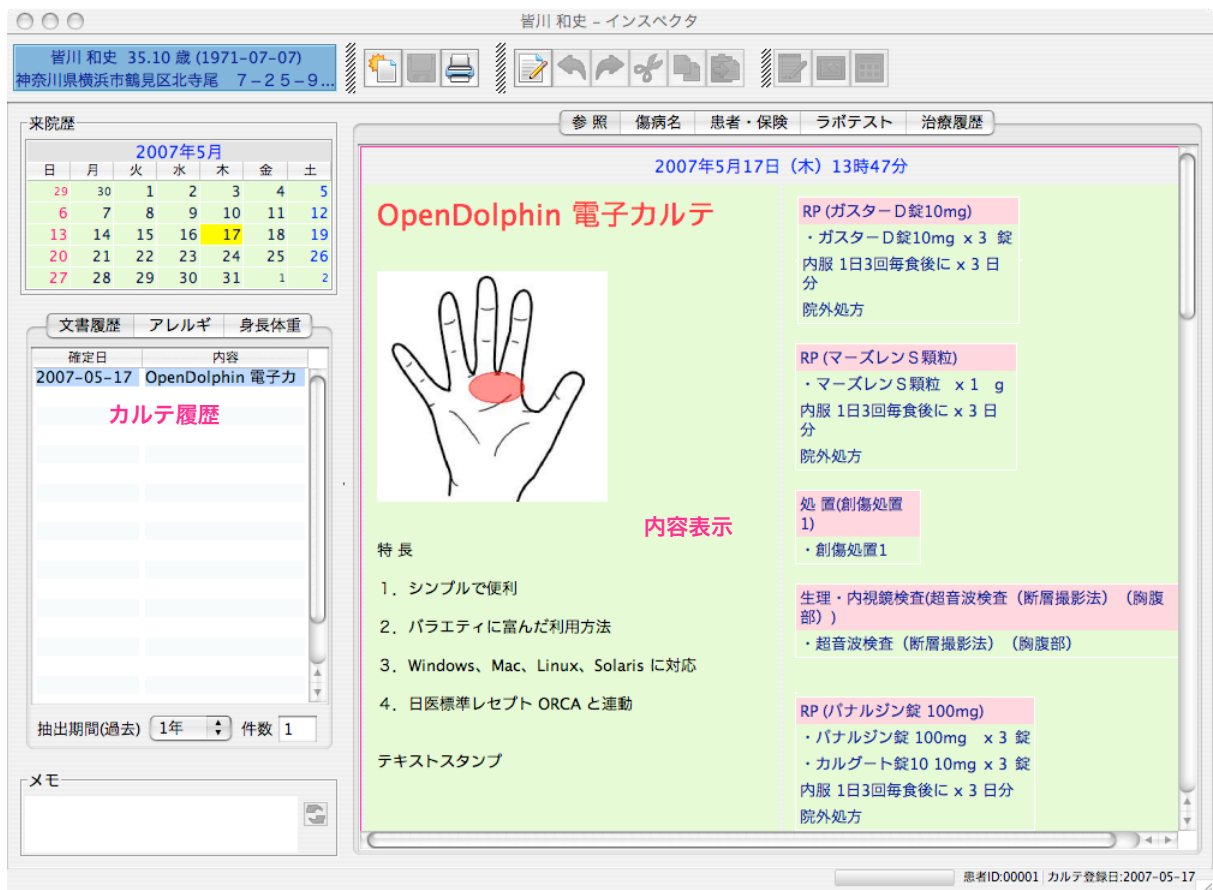 皆川 和史 – インスペクタ
皆川 和史 35.10 歳 (1971-07-07)
神奈川県横浜市鶴見区北寺尾 7－25－9...
来院歴
2007年5月
日 月 火 水 木 金 土
29 30 1 2 3 4 5
6 7 8 9 10 11 12
13 14 15 16 17 18 19
20 21 22 23 24 25 26
27 28 29 30 31 1 2
文書履歴 アレルギ 身長体重
確定日 内容
2007-05-17 OpenDolphin 電子カ
カルテ履歴
抽出期間(過去) 1年 件数 1
メモ
参 照 傷病名 患者・保険 ラボテスト 治療履歴
2007年5月17日（木）13時47分
OpenDolphin 電子カルテ
特 長
1．シンプルで便利
2．バラエティに富んだ利用方法
3．Windows、Mac、Linux、Solaris に対応
4．日医標準レセプト ORCA と連動
テキストスタンプ
内容表示
RP (ガスターＤ錠10mg)
・ガスターＤ錠10mg x 3 錠
内服 1日3回毎食後に x 3 日
分
院外処方
RP (マーズレンＳ顆粒)
・マーズレンＳ顆粒 x 1 g
内服 1日3回毎食後に x 3 日
分
院外処方
処 置(創傷処置
1)
・創傷処置1
生理・内視鏡検査(超音波検査（断層撮影法）（胸腹
部）)
・超音波検査（断層撮影法）（胸腹部）
RP (パナルジン錠 100mg)
・パナルジン錠 100mg x 3 錠
・カルグート錠10 10mg x 3 錠
内服 1日3回毎食後に x 3 日分
院外処方
患者ID:00001 カルテ登録日:2007-05-17